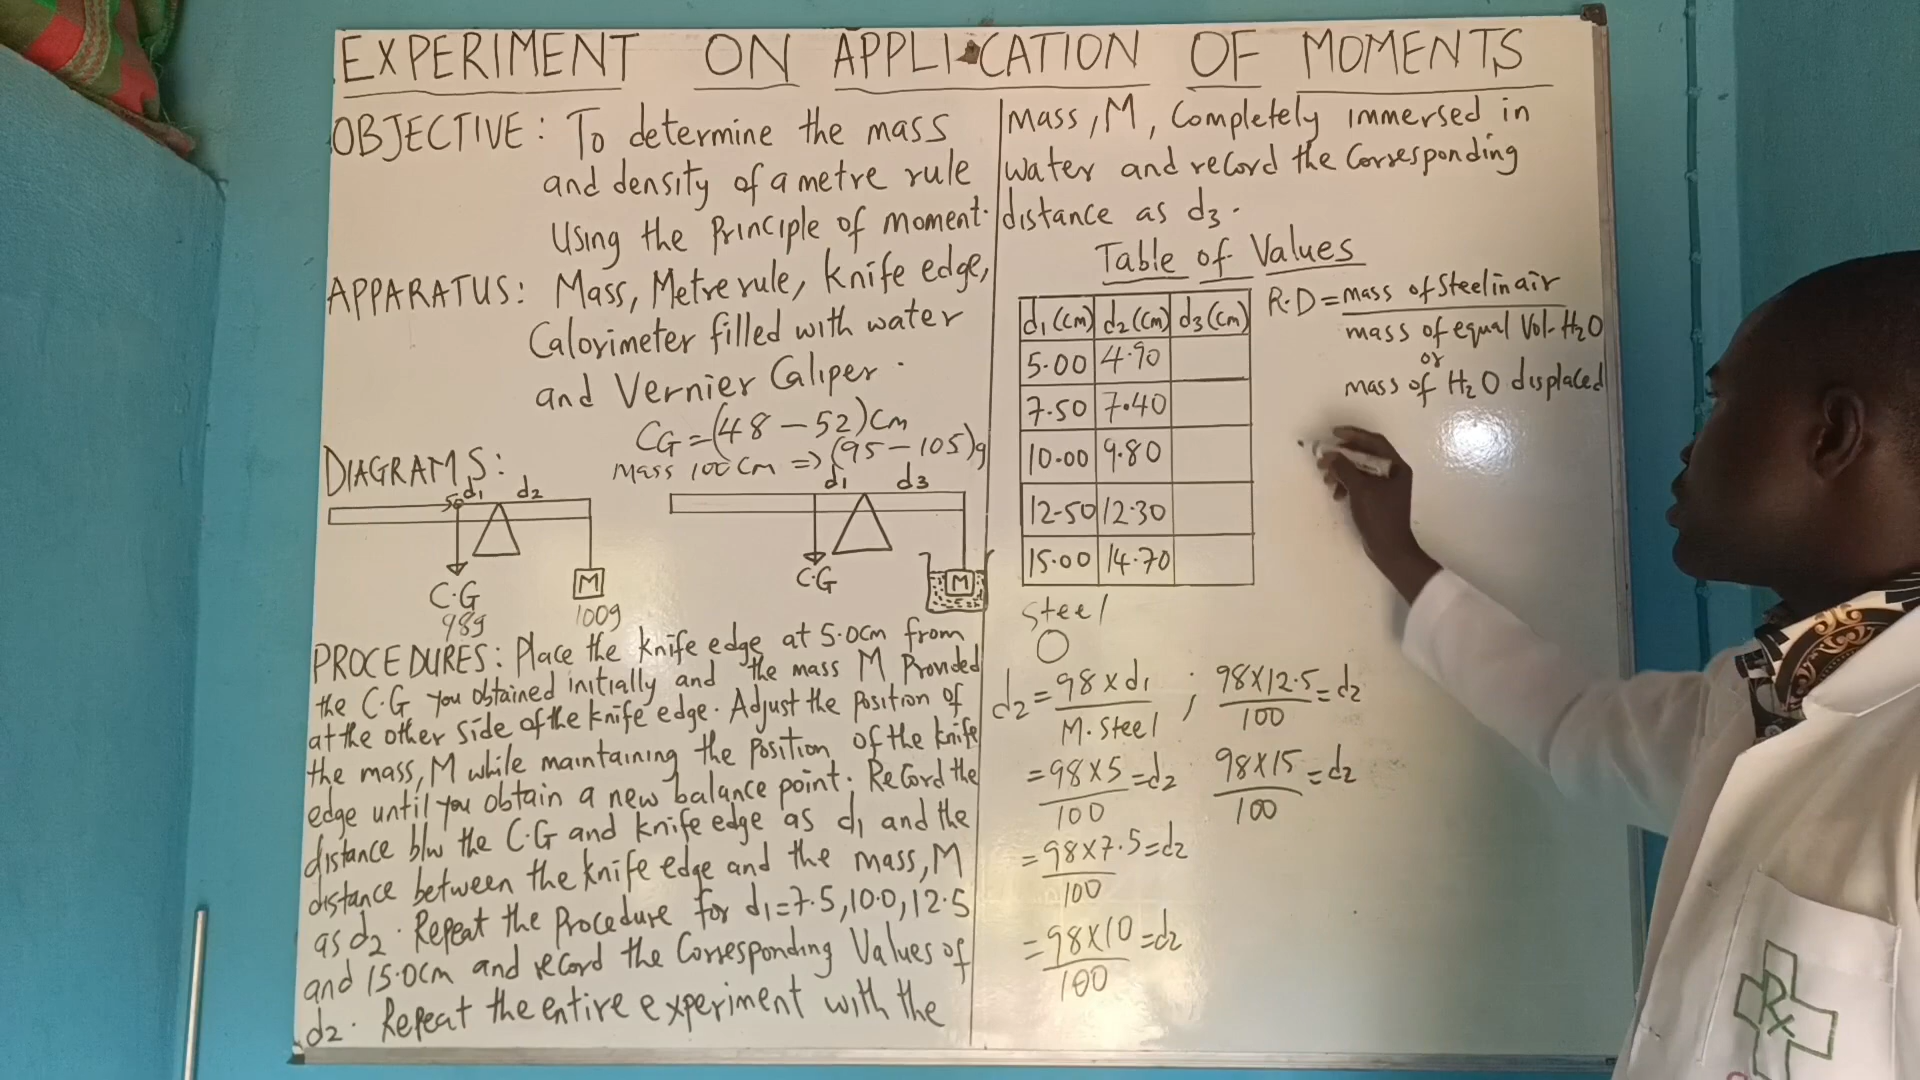 EXPERIMENT ON APPLICATION OF MOMENTS
OBJECTIVE: To determine the mass
and density of a metre rule
Using the Principle of moment.
APPARATUS: Mass, Metre rule, Knife edge,
Calorimeter filled with water
and Vernier Caliper.
CG=(48-52)Cm
Mass 100Cm => (95-105)g
DIAGRAMS:
50 d1 d2
C.G
98g
M
100g
d1 d3
C.G
M
PROCEDURES: Place the Knife edge at 5.0cm from
the C.G You obtained initially and the mass M Provided
at the other side of the Knife edge. Adjust the Position of
the mass, M while maintaining the Position of the knife
edge until you obtain a new balance point. Record the
distance b/w the C.G and Knife edge as d1 and the
distance between the Knife edge and the mass, M
as d2. Repeat the Procedure for d1=7.5, 10.0, 12.5
and 15.0cm and record the Corresponding Values of
d2. Repeat the entire experiment with the
Mass, M, Completely immersed in
water and record the Corresponding
distance as d3.
Table of Values
d1(Cm) d2(Cm) d3(Cm)
5.00 4.90
7.50 7.40
10.00 9.80
12.50 12.30
15.00 14.70
R.D = mass of Steel in air
mass of equal Vol. H2O
or
mass of H2O displaced
Steel
d2 = 98 x d1 ; 98x12.5 = d2
M. Steel 100
= 98x5 = d2 98x15 = d2
100 100
= 98x7.5 = d2
100
= 98x10 = d2
100
Rx